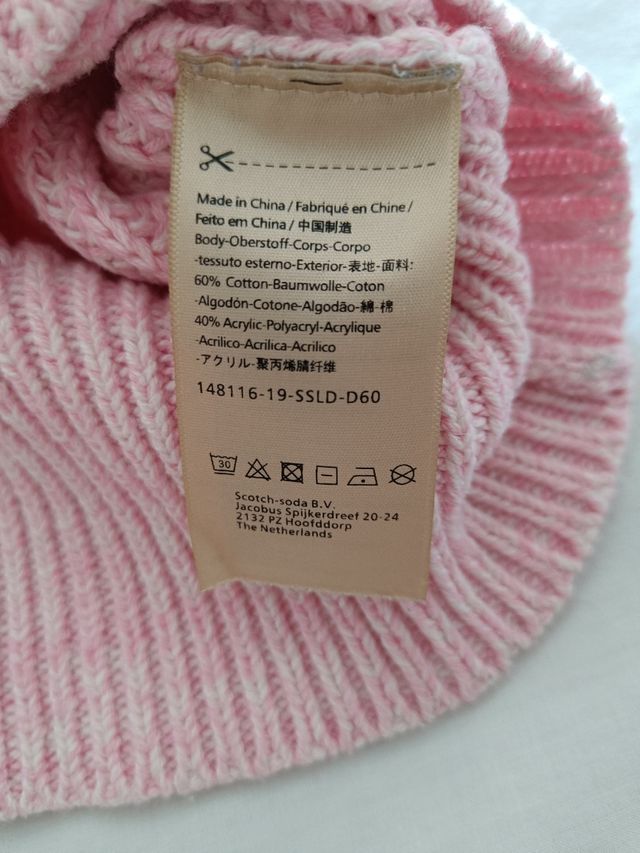 Made in China / Fabriqué en Chine /
Feito em China / 中国制造
Body-Oberstoff-Corps-Corpo
-tessuto esterno-Exterior-表地-面料:
60% Cotton-Baumwolle-Coton
-Algodón-Cotone-Algodão-綿-棉
40% Acrylic-Polyacryl-Acrylique
-Acrilico-Acrilica-Acrilico
-アクリル-聚丙烯腈纤维
148116-19-SSLD-D60
30
Scotch-soda B.V.
Jacobus Spijkerdreef 20-24
2132 PZ Hoofddorp
The Netherlands